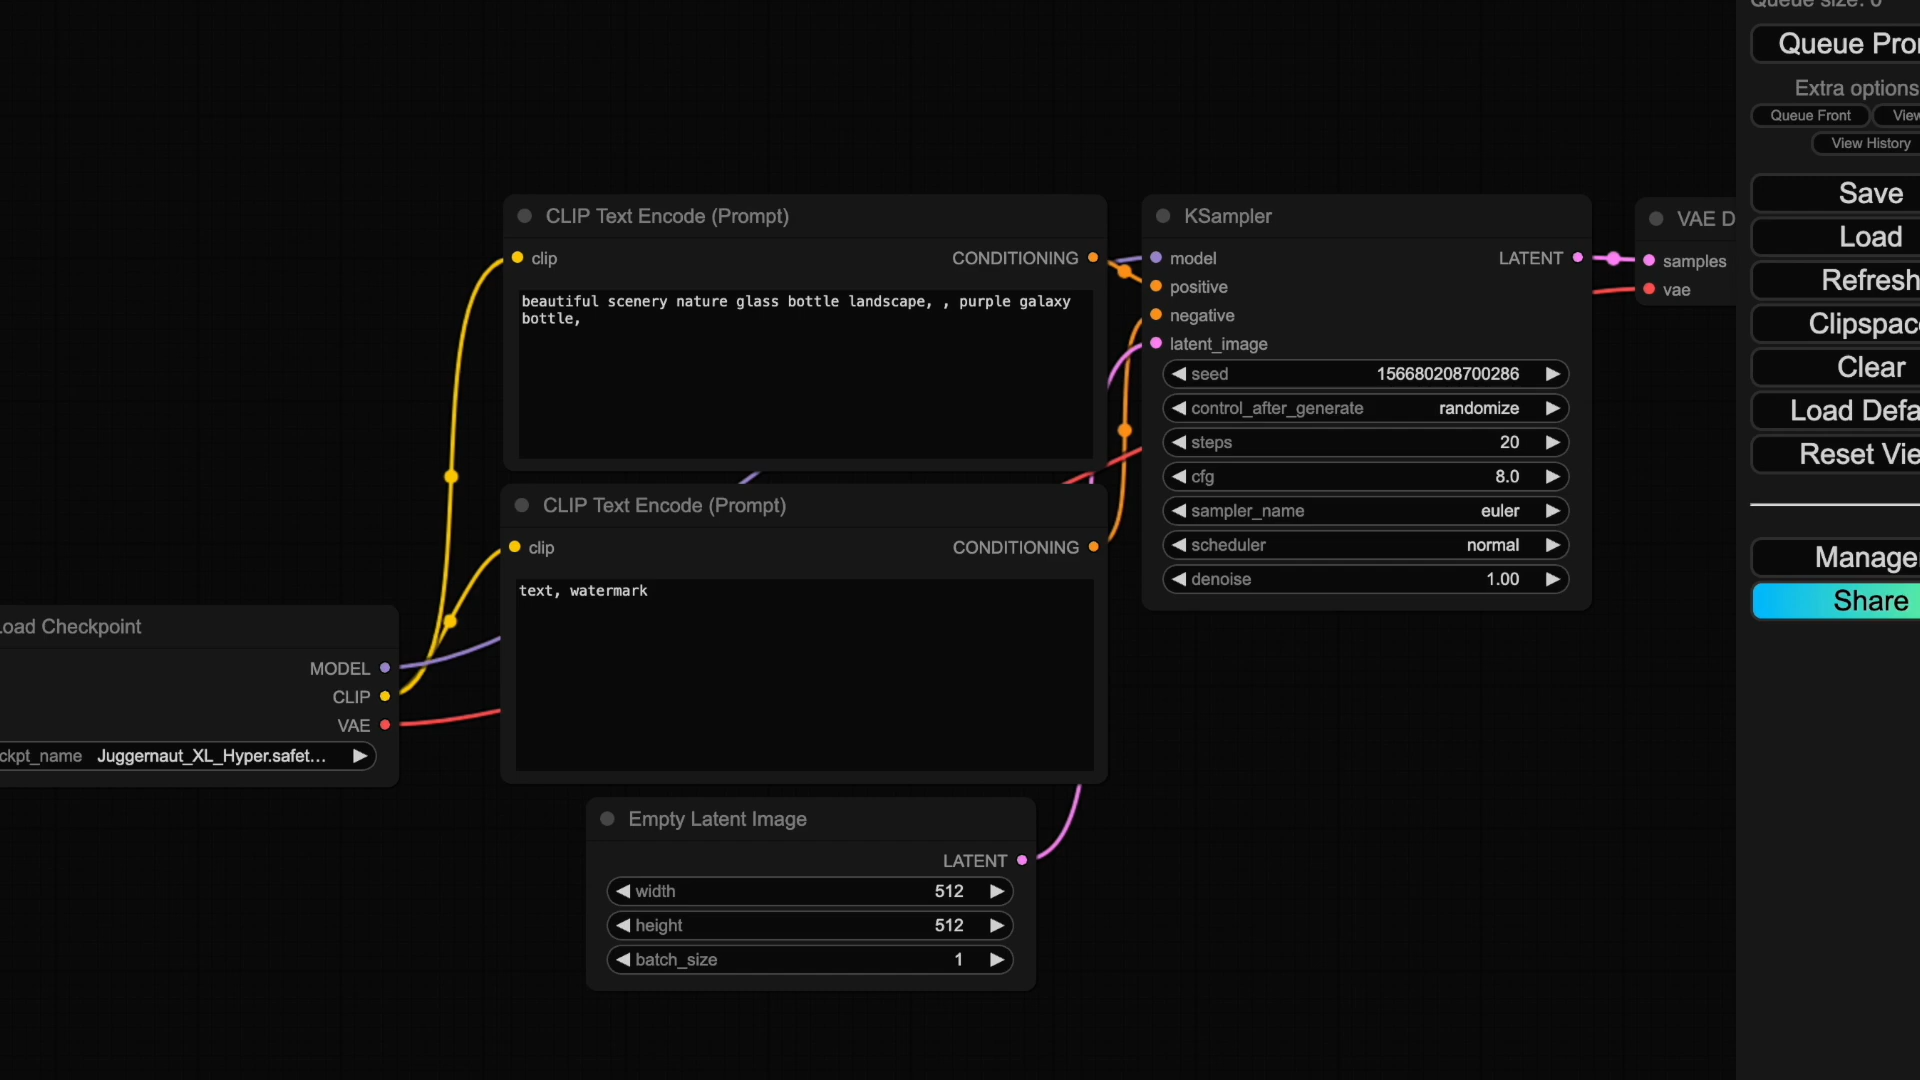 Queue size: 0
Queue Pro
Extra options
Queue Front
View
View History
Save
Load
Refresh
Clipspac
Clear
Load Defa
Reset Vie
Manager
Share
CLIP Text Encode (Prompt)
clip
CONDITIONING
beautiful scenery nature glass bottle landscape, , purple galaxy
bottle,
CLIP Text Encode (Prompt)
clip
CONDITIONING
text, watermark
KSampler
model
LATENT
positive
negative
latent_image
seed 156680208700286
control_after_generate randomize
steps 20
cfg 8.0
sampler_name euler
scheduler normal
denoise 1.00
VAE D
samples
vae
oad Checkpoint
MODEL
CLIP
VAE
ckpt_name Juggernaut_XL_Hyper.safet...
Empty Latent Image
LATENT
width 512
height 512
batch_size 1